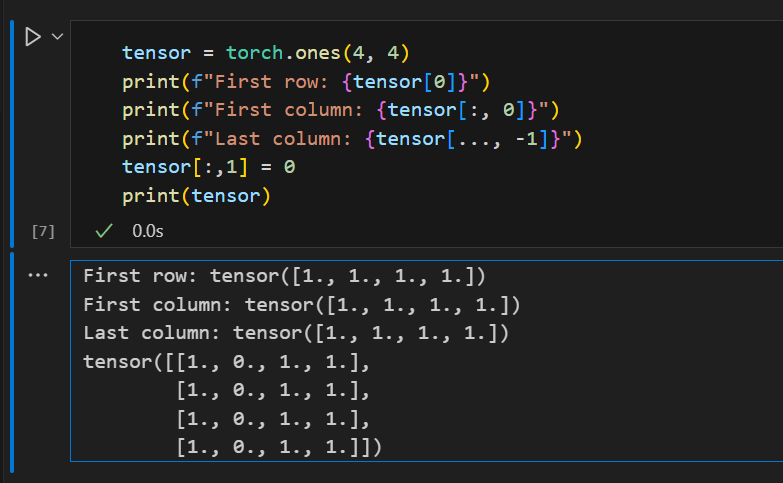 tensor = torch.ones(4, 4)
print(f"First row: {tensor[0]}")
print(f"First column: {tensor[:, 0]}")
print(f"Last column: {tensor[..., -1]}")
tensor[:,1] = 0
print(tensor)
[7]
0.0s
...
First row: tensor([1., 1., 1., 1.])
First column: tensor([1., 1., 1., 1.])
Last column: tensor([1., 1., 1., 1.])
tensor([[1., 0., 1., 1.],
        [1., 0., 1., 1.],
        [1., 0., 1., 1.],
        [1., 0., 1., 1.]])